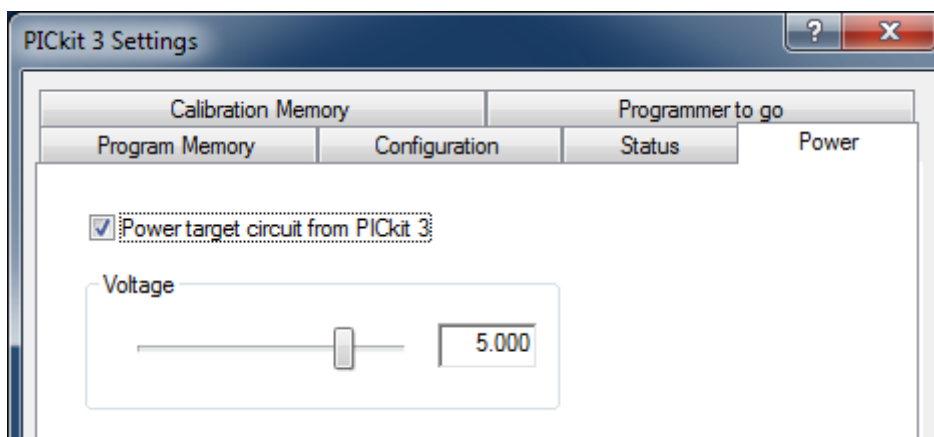 PICkit 3 Settings
?
X
Calibration Memory Programmer to go
Program Memory Configuration Status Power
Power target circuit from PICkit 3
Voltage
5.000